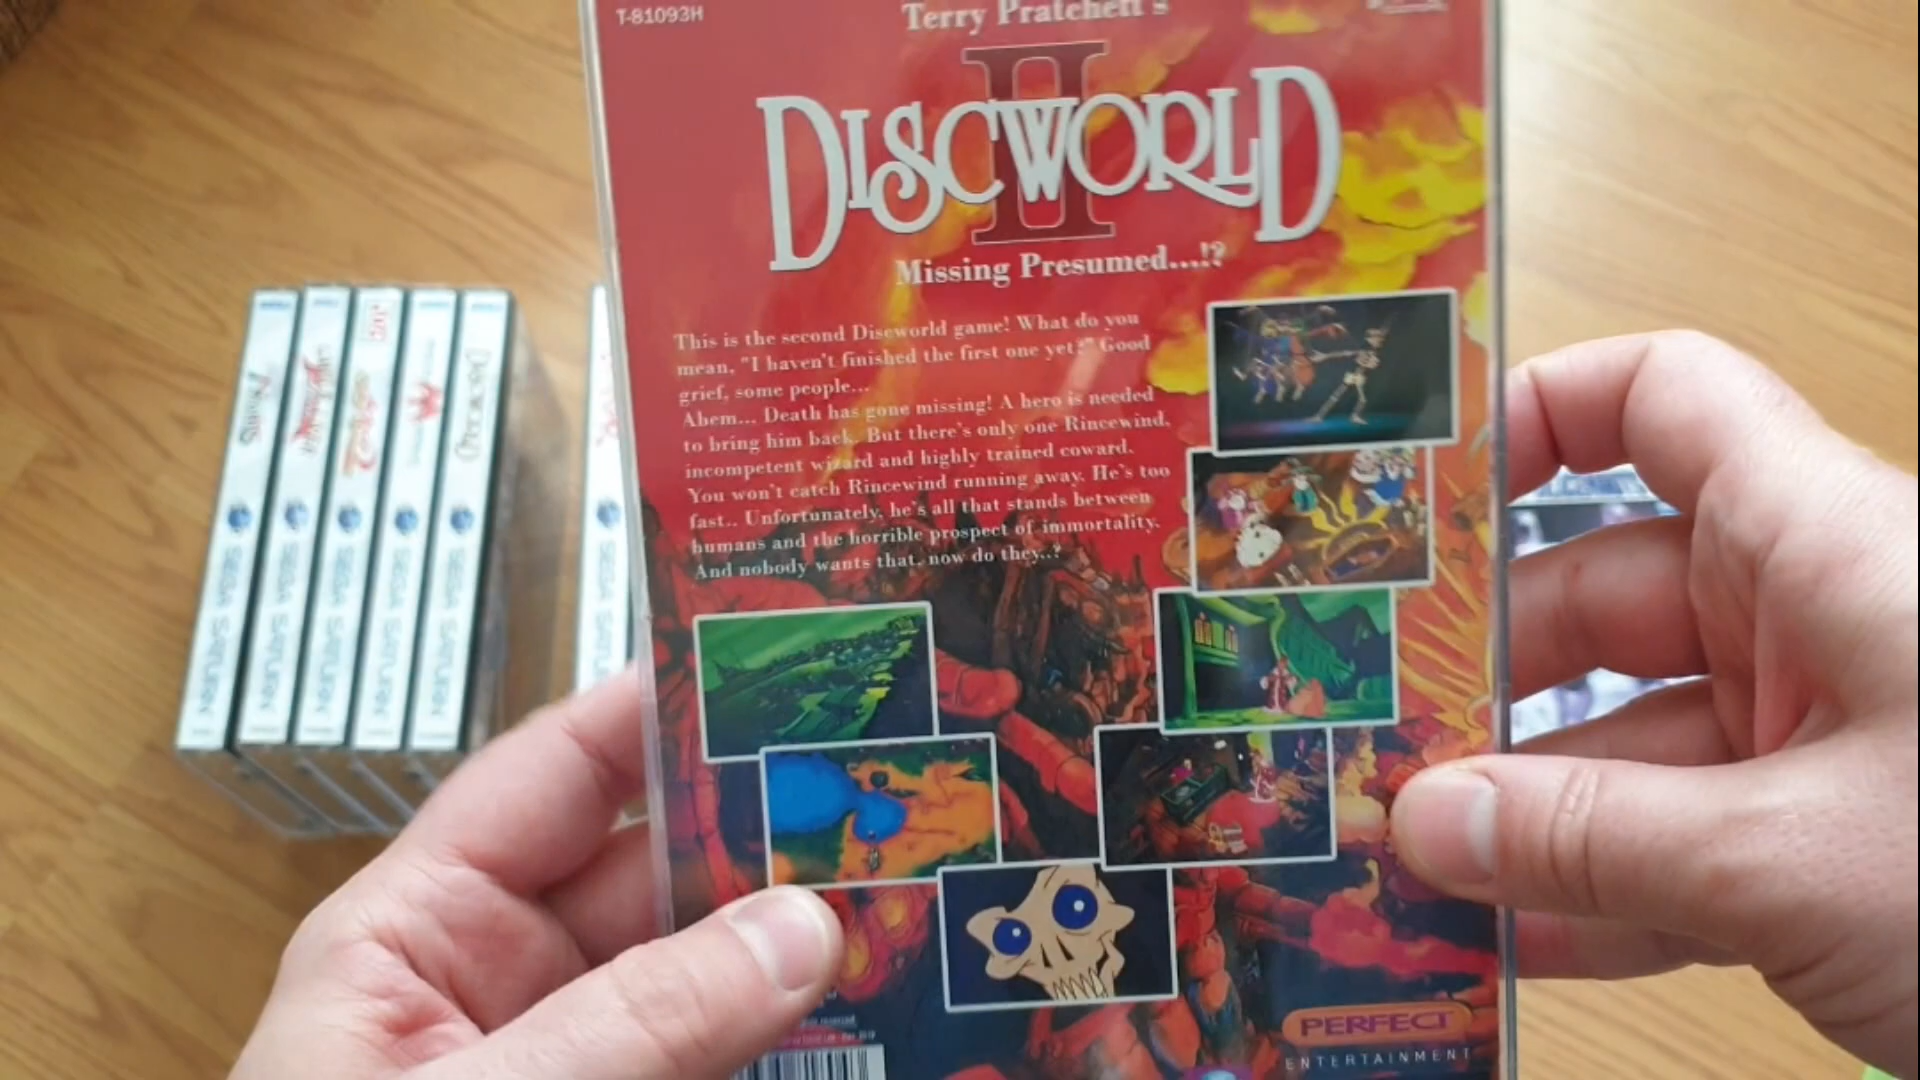 T-81093H
Terry Pratchett's
II
DISCWORLD
Missing Presumed....!?
This is the second Discworld game! What do you
mean, "I haven't finished the first one yet?" Good
grief, some people...
Ahem... Death has gone missing! A hero is needed
to bring him back. But there's only one Rincewind,
incompetent wizard and highly trained coward.
You won't catch Rincewind running away. He's too
fast.. Unfortunately, he's all that stands between
humans and the horrible prospect of immortality.
And nobody wants that, now do they..?
PERFECT
ENTERTAINMENT
SEGA SATURN
SEGA SATURN
SEGA SATURN
SEGA SATURN
DISCWORLD
SEGA SATURN
SEGA SATURN